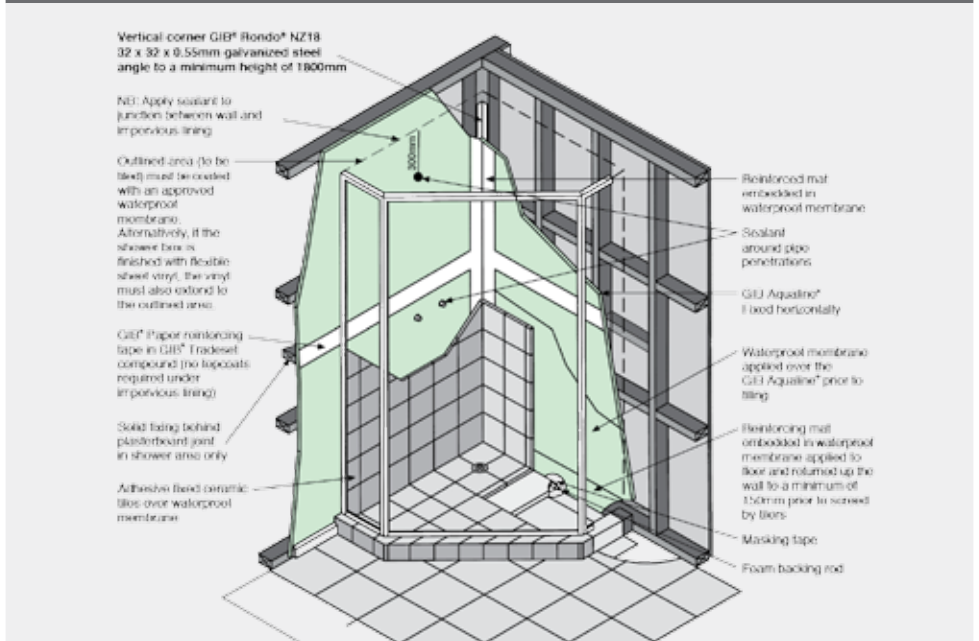 Vertical corner GIB® Rondo® NZ18
32 x 32 x 0.55mm galvanized steel
angle to a minimum height of 1800mm
NB: Apply sealant to
junction between wall and
impervious lining
Outlined area (to be
tiled) must be coated
with an approved
waterproof
membrane.
Alternatively, if the
shower box is
finished with flexible
sheet vinyl, the vinyl
must also extend to
the outlined area.
GIB® Paper reinforcing
tape in GIB® Tradeset
compound (no topcoats
required under
impervious lining)
Solid fixing behind
plasterboard joint
in shower area only
Adhesive fixed ceramic
tiles over waterproof
membrane
300mm
Reinforced mat
embedded in
waterproof membrane
Sealant
around pipe
penetrations
GIB Aqualine®
Fixed horizontally
Waterproof membrane
applied over the
GIB Aqualine® prior to
tiling
Reinforcing mat
embedded in waterproof
membrane applied to
floor and returned up the
wall to a minimum of
150mm prior to screed
by tilers
Masking tape
Foam backing rod